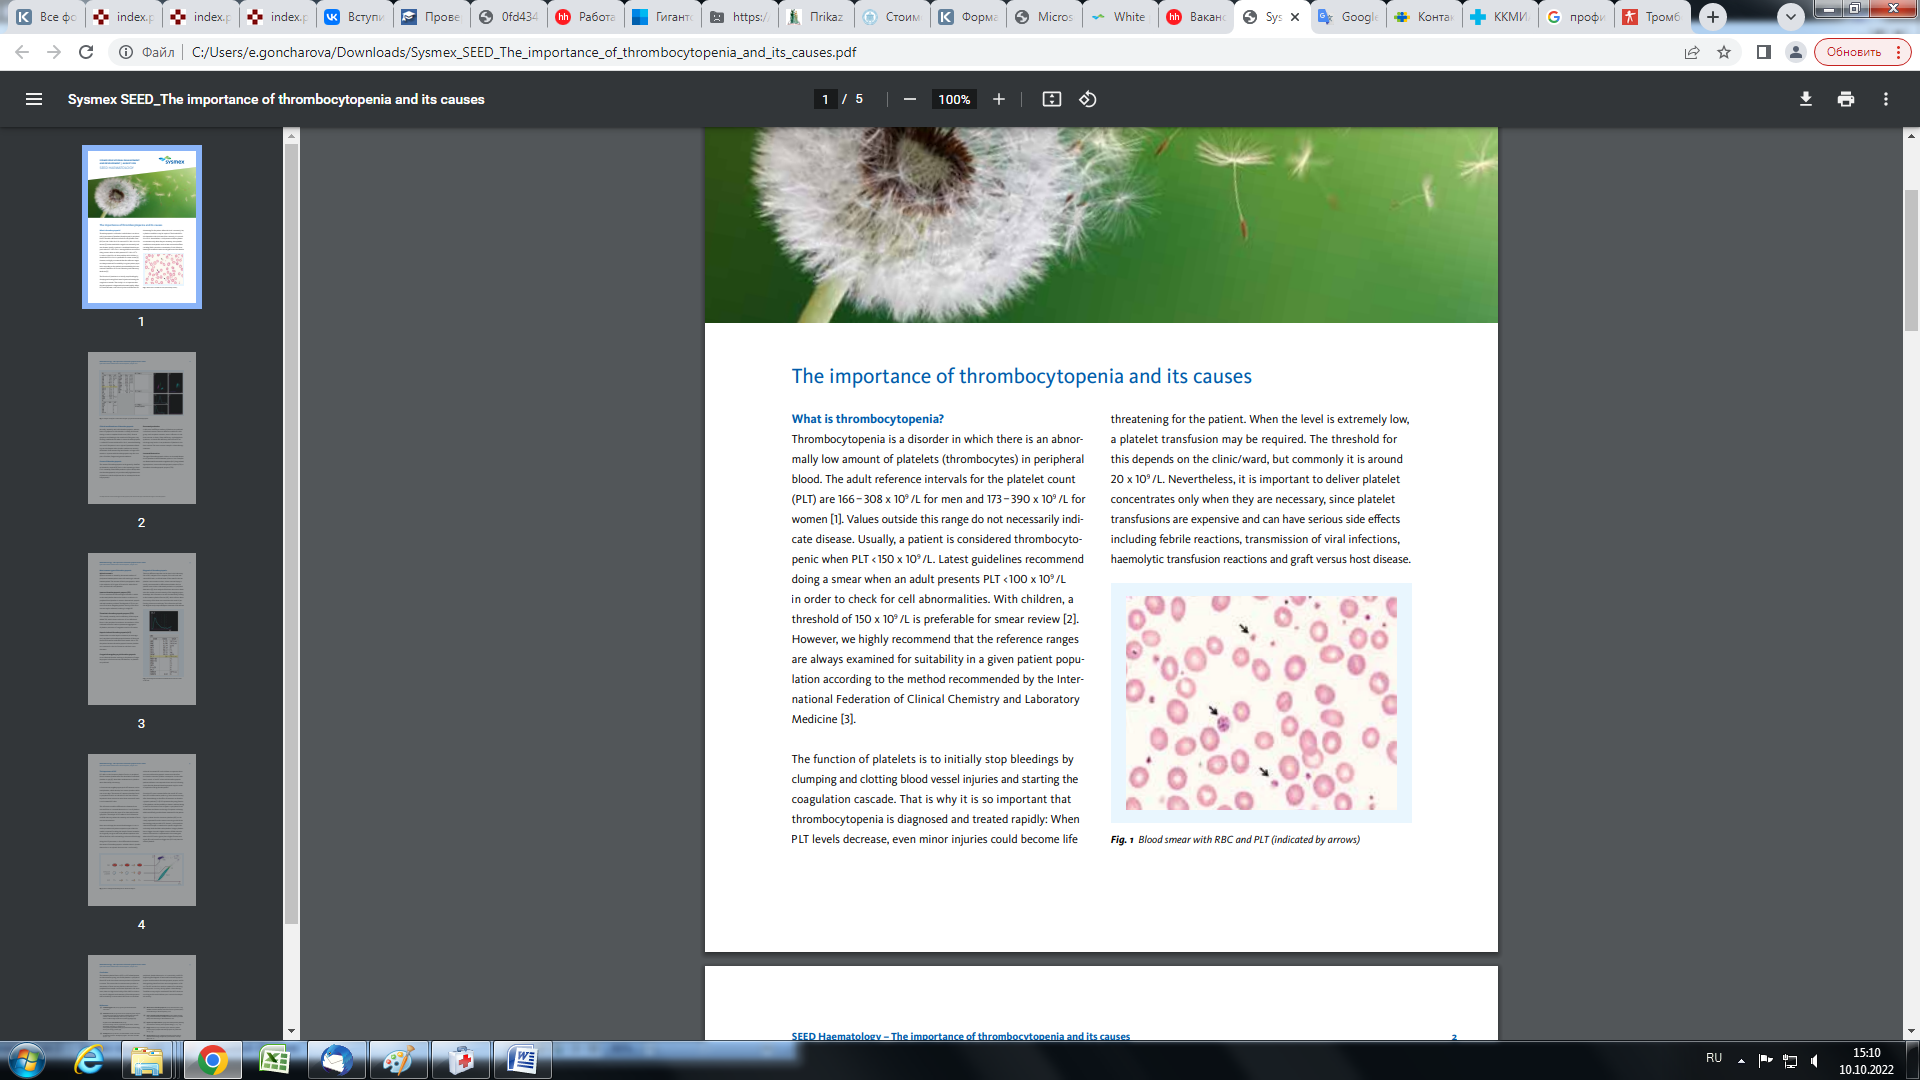 Все фо
index.p
index.p
index.p
Вступи
Прове
0fd434
Работа
Гигант
https:/
Prikaz
Стоим
Форма
Micros
White
Вакан
Sys
Google
Конта
ККМИ
профи
Тромб
Файл
C:/Users/e.goncharova/Downloads/Sysmex_SEED_The_importance_of_thrombocytopenia_and_its_causes.pdf
Обновить
Sysmex SEED_The importance of thrombocytopenia and its causes
1 / 5
100%
sysmex
1
2
3
4
The importance of thrombocytopenia and its causes
What is thrombocytopenia?
Thrombocytopenia is a disorder in which there is an abnor-
mally low amount of platelets (thrombocytes) in peripheral
blood. The adult reference intervals for the platelet count
(PLT) are 166–308 x 10⁹ /L for men and 173–390 x 10⁹ /L for
women [1]. Values outside this range do not necessarily indi-
cate disease. Usually, a patient is considered thrombocyto-
penic when PLT <150 x 10⁹ /L. Latest guidelines recommend
doing a smear when an adult presents PLT <100 x 10⁹ /L
in order to check for cell abnormalities. With children, a
threshold of 150 x 10⁹ /L is preferable for smear review [2].
However, we highly recommend that the reference ranges
are always examined for suitability in a given patient popu-
lation according to the method recommended by the Inter-
national Federation of Clinical Chemistry and Laboratory
Medicine [3].
The function of platelets is to initially stop bleedings by
clumping and clotting blood vessel injuries and starting the
coagulation cascade. That is why it is so important that
thrombocytopenia is diagnosed and treated rapidly: When
PLT levels decrease, even minor injuries could become life
threatening for the patient. When the level is extremely low,
a platelet transfusion may be required. The threshold for
this depends on the clinic/ward, but commonly it is around
20 x 10⁹ /L. Nevertheless, it is important to deliver platelet
concentrates only when they are necessary, since platelet
transfusions are expensive and can have serious side effects
including febrile reactions, transmission of viral infections,
haemolytic transfusion reactions and graft versus host disease.
Fig. 1 Blood smear with RBC and PLT (indicated by arrows)
SEED Haematology – The importance of thrombocytopenia and its causes
2
RU
15:10
10.10.2022